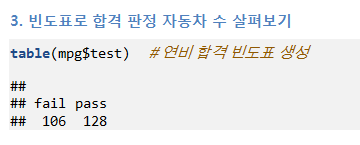 3. 빈도표로 합격 판정 자동차 수 살펴보기
table(mpg$test) # 연비 합격 빈도표 생성
##
## fail pass
## 106 128